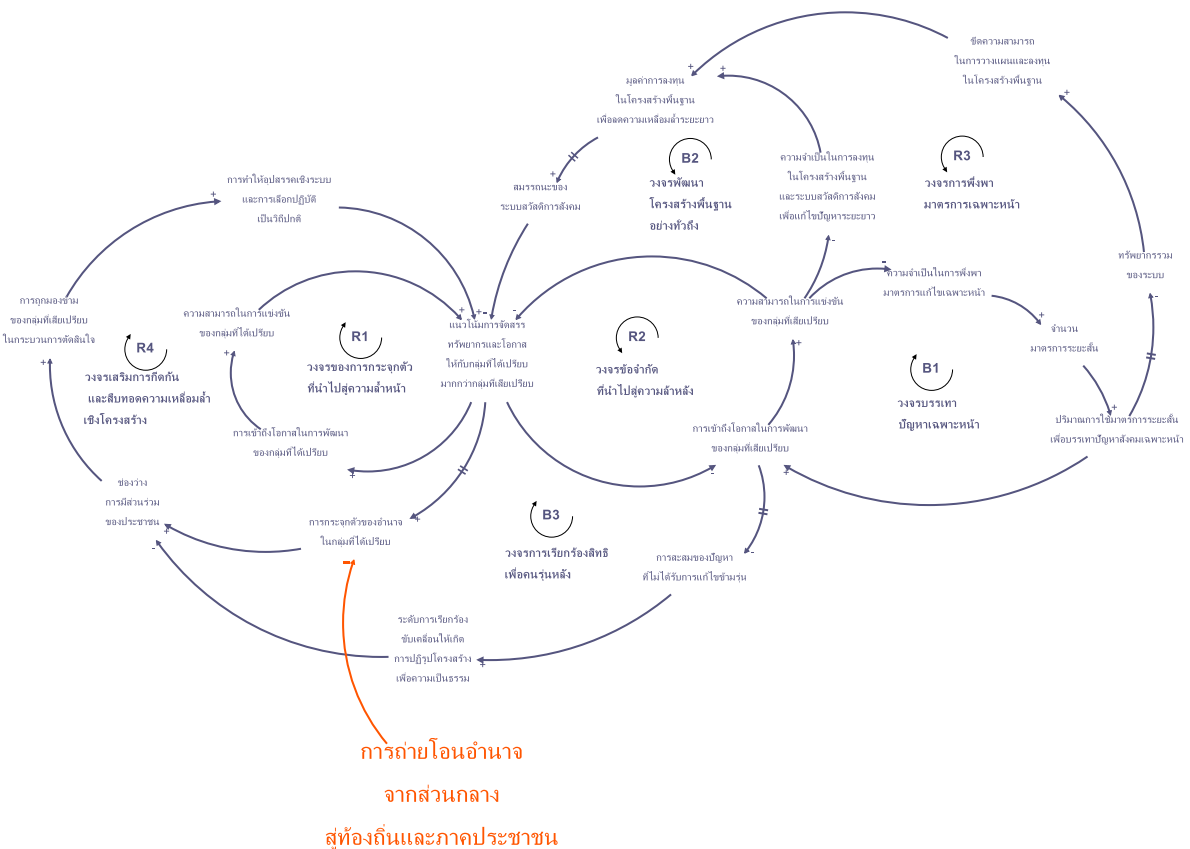 ขีดความสามารถ
ในการวางแผนและลงทุน
ในโครงสร้างพื้นฐาน
มูลค่าการลงทุน
ในโครงสร้างพื้นฐาน
เพื่อลดความเหลื่อมล้ำระยะยาว
B2
วงจรพัฒนา
โครงสร้างพื้นฐาน
อย่างทั่วถึง
ความจำเป็นในการลงทุน
ในโครงสร้างพื้นฐาน
และระบบสวัสดิการสังคม
เพื่อแก้ไขปัญหาระยะยาว
R3
วงจรการพึ่งพา
มาตรการเฉพาะหน้า
การทำให้อุปสรรคเชิงระบบ
และการเลือกปฏิบัติ
เป็นวิถีปกติ
สมรรถนะของ
ระบบสวัสดิการสังคม
ทรัพยากรรวม
ของระบบ
ความจำเป็นในการพึ่งพา
มาตรการแก้ไขเฉพาะหน้า
การถูกมองข้าม
ของกลุ่มที่เสียเปรียบ
ในกระบวนการตัดสินใจ
ความสามารถในการแข่งขัน
ของกลุ่มที่ได้เปรียบ
ความสามารถในการแข่งขัน
ของกลุ่มที่เสียเปรียบ
แนวโน้มการจัดสรร
ทรัพยากรและโอกาส
ให้กับกลุ่มที่ได้เปรียบ
มากกว่ากลุ่มที่เสียเปรียบ
จำนวน
มาตรการระยะสั้น
R4
วงจรเสริมการกีดกัน
และสืบทอดความเหลื่อมล้ำ
เชิงโครงสร้าง
R1
วงจรของการกระจุกตัว
ที่นำไปสู่ความล้ำหน้า
R2
วงจรข้อจำกัด
ที่นำไปสู่ความล้าหลัง
B1
วงจรบรรเทา
ปัญหาเฉพาะหน้า
การเข้าถึงโอกาสในการพัฒนา
ของกลุ่มที่ได้เปรียบ
การเข้าถึงโอกาสในการพัฒนา
ของกลุ่มที่เสียเปรียบ
ปริมาณการใช้มาตรการระยะสั้น
เพื่อบรรเทาปัญหาสังคมเฉพาะหน้า
ช่องว่าง
การมีส่วนร่วม
ของประชาชน
การกระจุกตัวของอำนาจ
ในกลุ่มที่ได้เปรียบ
B3
วงจรการเรียกร้องสิทธิ
เพื่อคนรุ่นหลัง
การสะสมของปัญหา
ที่ไม่ได้รับการแก้ไขข้ามรุ่น
ระดับการเรียกร้อง
ขับเคลื่อนให้เกิด
การปฏิรูปโครงสร้าง
เพื่อความเป็นธรรม
การถ่ายโอนอำนาจ
จากส่วนกลาง
สู่ท้องถิ่นและภาคประชาชน